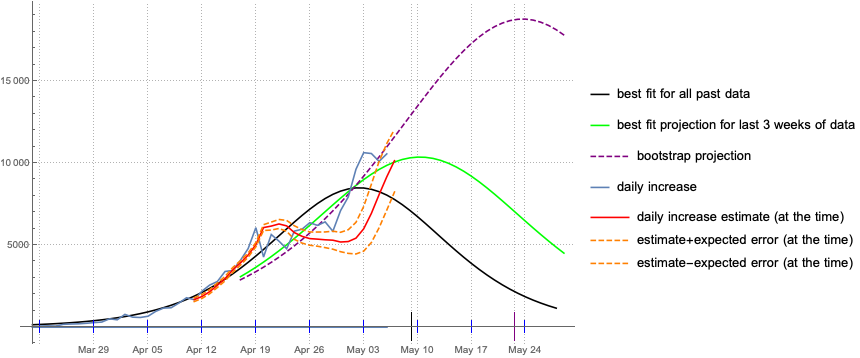 15 000
10 000
5000
Mar 29 Apr 05 Apr 12 Apr 19 Apr 26 May 03 May 10 May 17 May 24
best fit for all past data
best fit projection for last 3 weeks of data
bootstrap projection
daily increase
daily increase estimate (at the time)
estimate+expected error (at the time)
estimate−expected error (at the time)